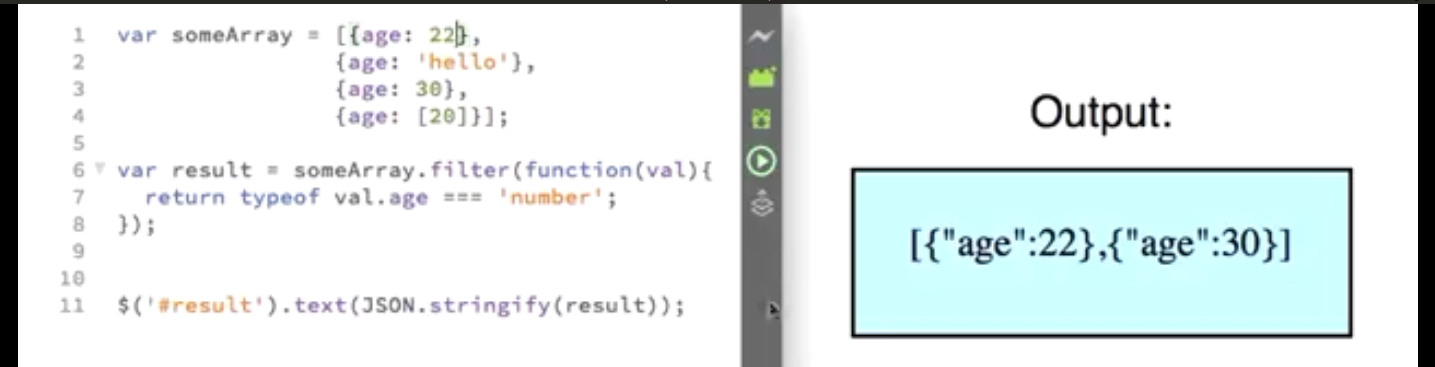 1 var someArray = [{age: 22},
2 {age: 'hello'},
3 {age: 30},
4 {age: [20]}];
5
6 var result = someArray.filter(function(val){
7 return typeof val.age === 'number';
8 });
9
10
11 $('#result').text(JSON.stringify(result));
Output:
[{"age":22},{"age":30}]